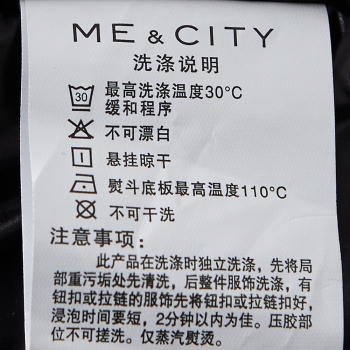 ME & CITY
洗涤说明
30 最高洗涤温度30°C
缓和程序
不可漂白
悬挂晾干
熨斗底板最高温度110°C
不可干洗
注意事项:
此产品在洗涤时独立洗涤，先将局
部重污垢处先清洗，后整件服饰洗涤，有
钮扣或拉链的服饰先将钮扣或拉链扣好，
浸泡时间要短，2分钟以内为佳。压胶部
位不可搓洗。仅蒸汽熨烫。